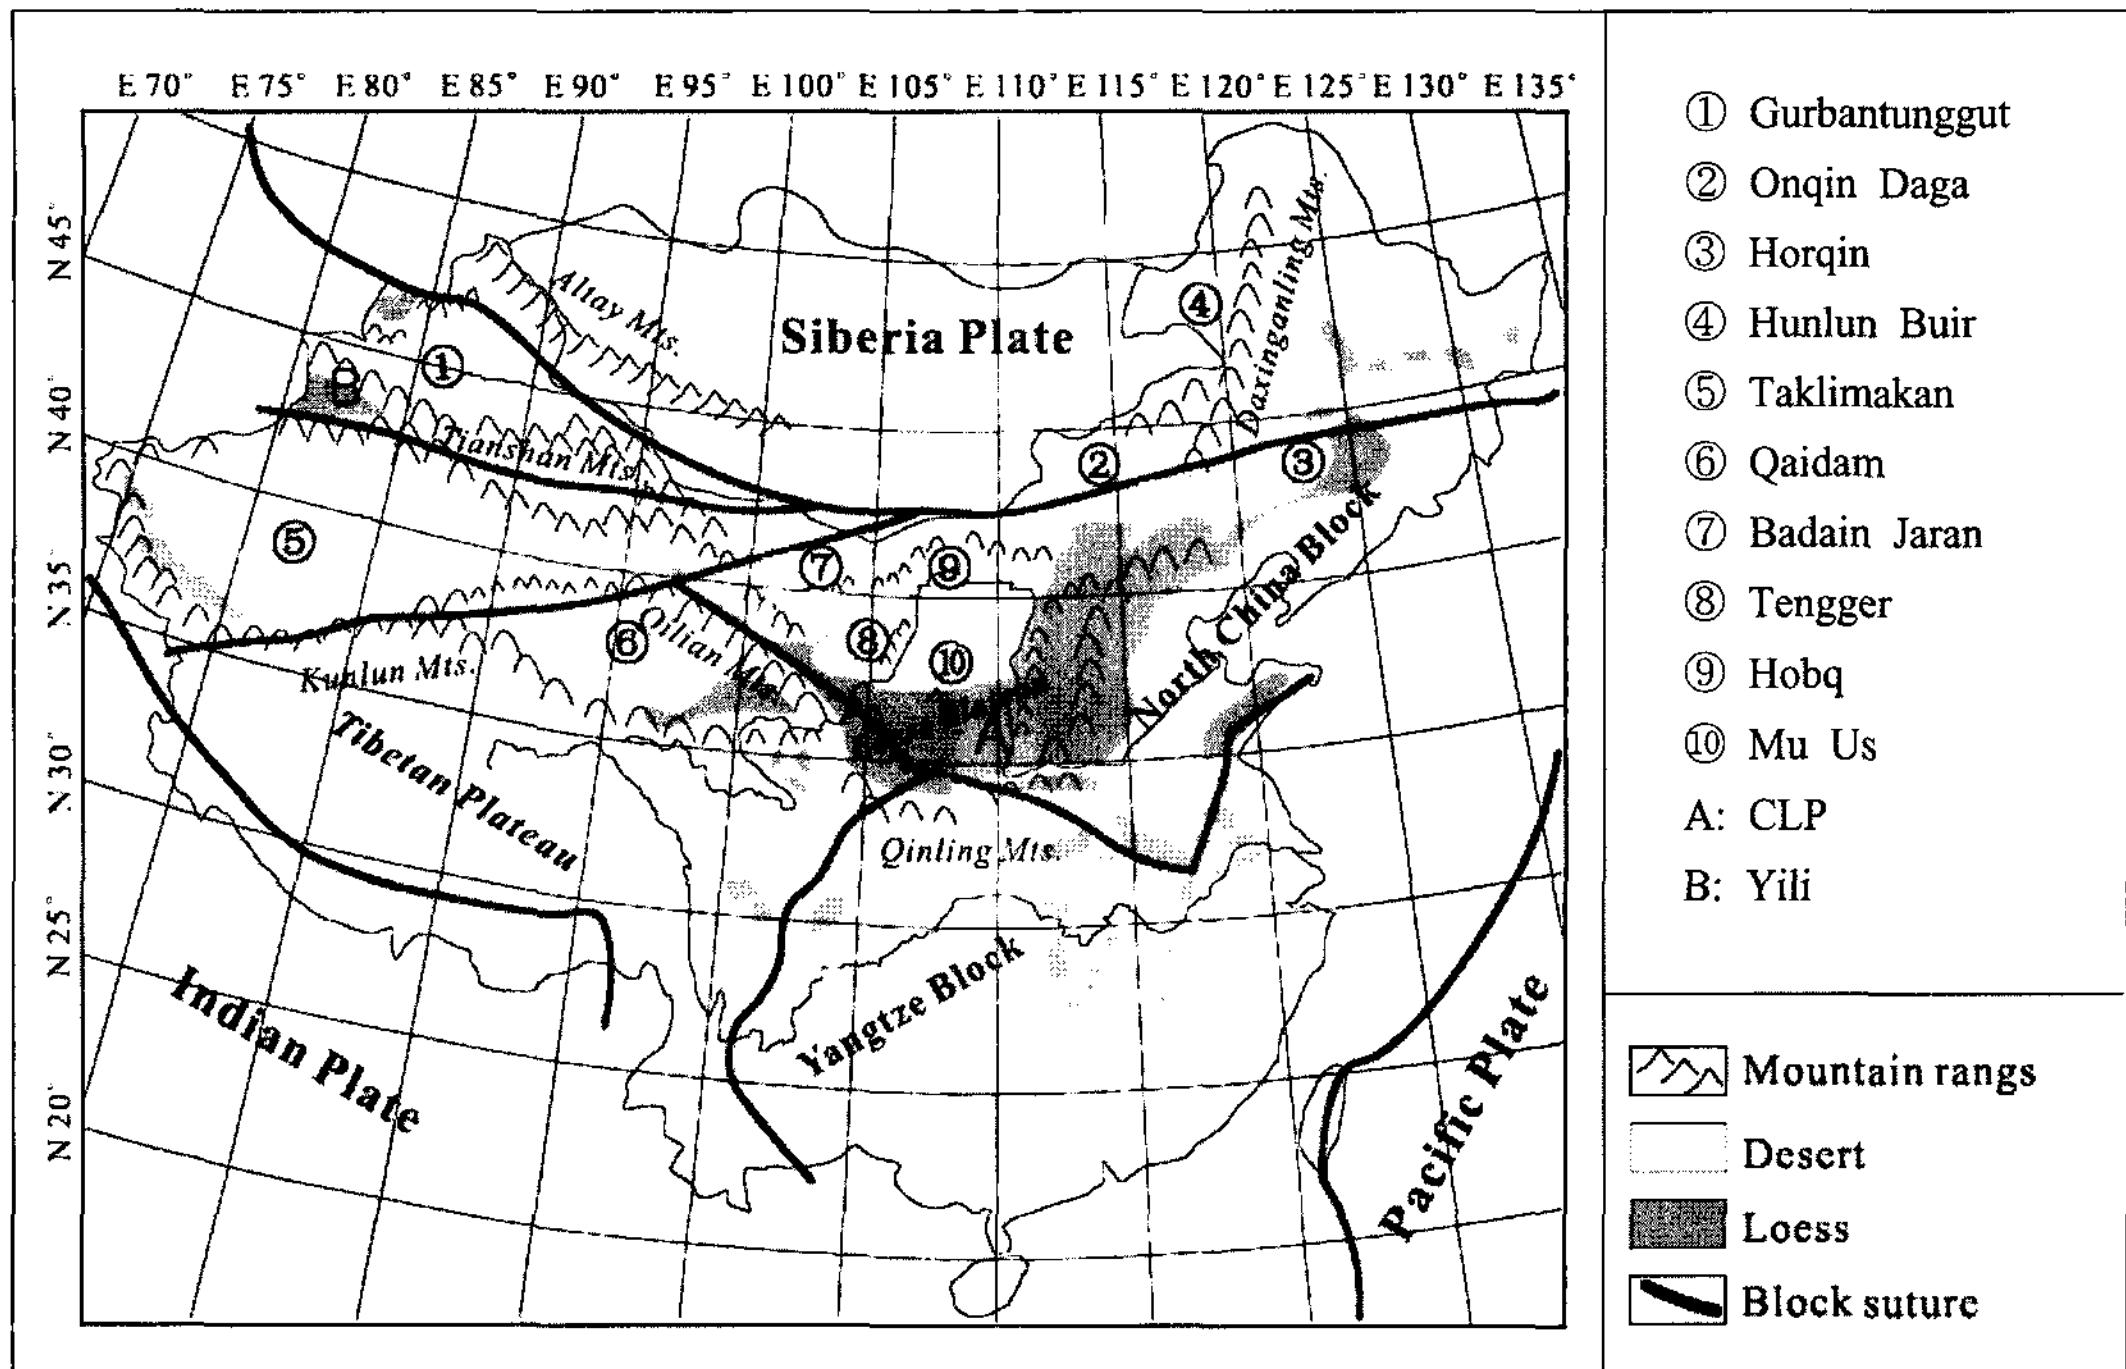 E 70° E 75° E 80° E 85° E 90° E 95° E 100° E 105° E 110° E 115° E 120° E 125° E 130° E 135°
N 45°
N 40°
N 35°
N 30°
N 25°
N 20°
Altay Mts.
Siberia Plate
④
Daxinganling Mts.
①
B
Tianshan Mts.
②
③
⑤
⑦
⑨
⑥
Qilian Mts.
⑧
⑩
North China Block
Kunlun Mts.
A
Tibetan Plateau
Qinling Mts.
Yangtze Block
Indian Plate
Pacific Plate
① Gurbantunggut
② Onqin Daga
③ Horqin
④ Hunlun Buir
⑤ Taklimakan
⑥ Qaidam
⑦ Badain Jaran
⑧ Tengger
⑨ Hobq
⑩ Mu Us
A: CLP
B: Yili
Mountain rangs
Desert
Loess
Block suture